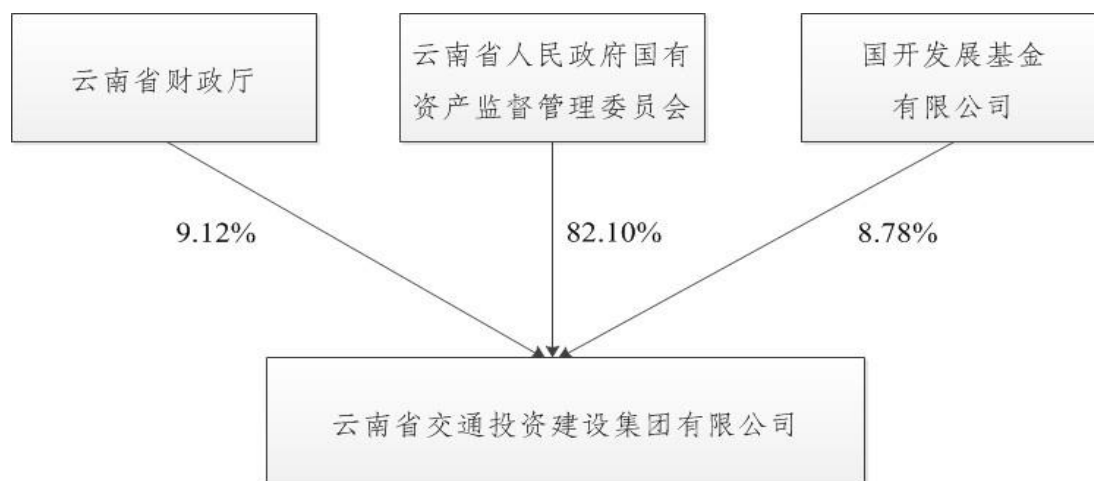 云南省财政厅
云南省人民政府国有
资产监督管理委员会
国开发展基金
有限公司
9.12%
82.10%
8.78%
云南省交通投资建设集团有限公司